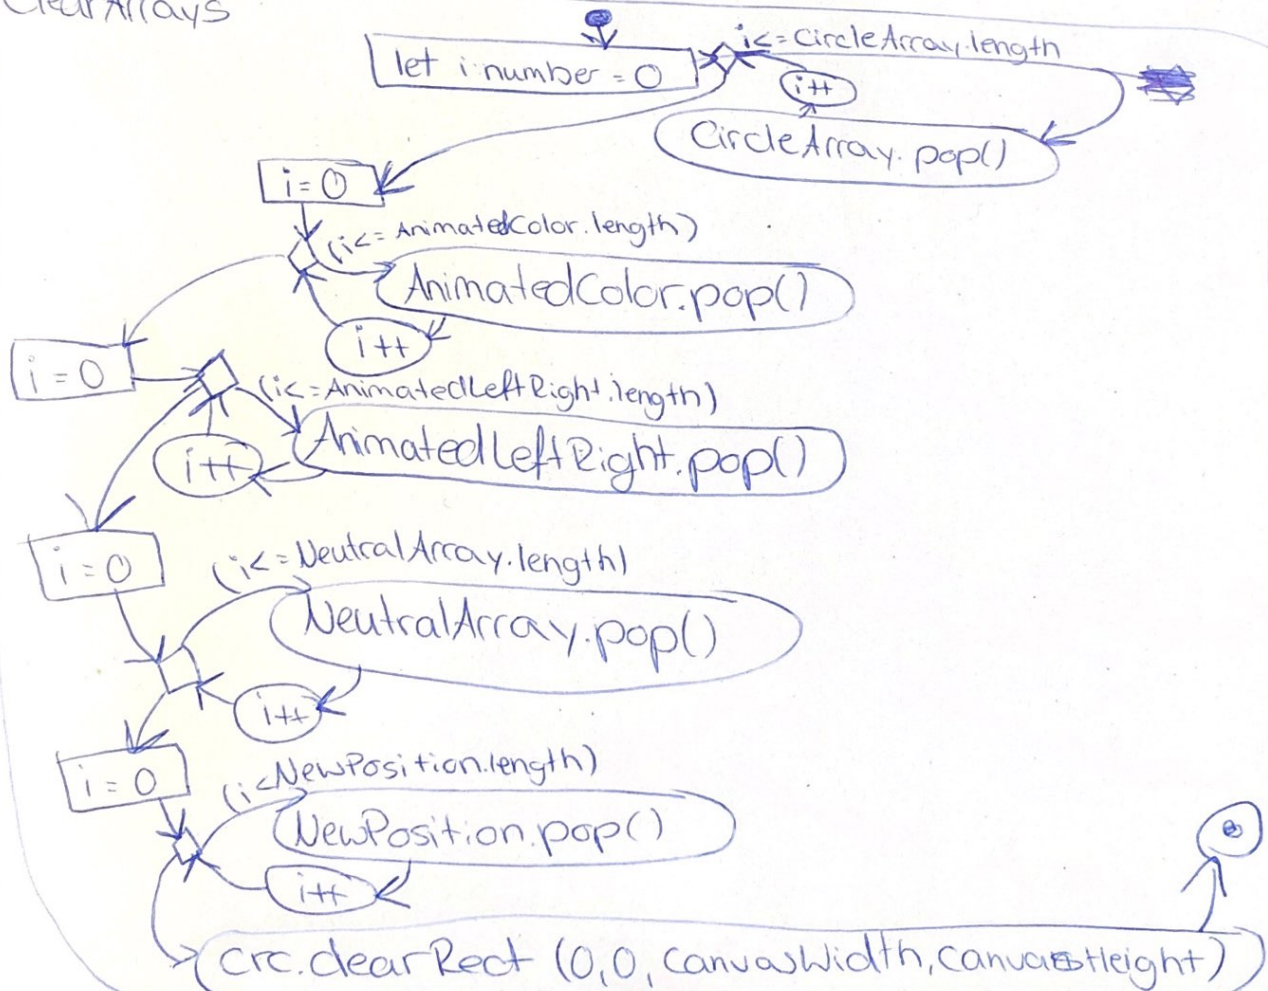 ClearArrays
i<=CircleArray.length
let i:number = 0
i++
CircleArray.pop()
i=0
(i<=AnimatedColor.length)
AnimatedColor.pop()
i++
i=0
(i<=AnimatedLeftRight.length)
AnimatedLeftRight.pop()
i++
i=0
(i<=NeutralArray.length)
NeutralArray.pop()
i++
i=0
(i<NewPosition.length)
NewPosition.pop()
i++
crc.clearRect (0,0, canvasWidth, canvasHeight)